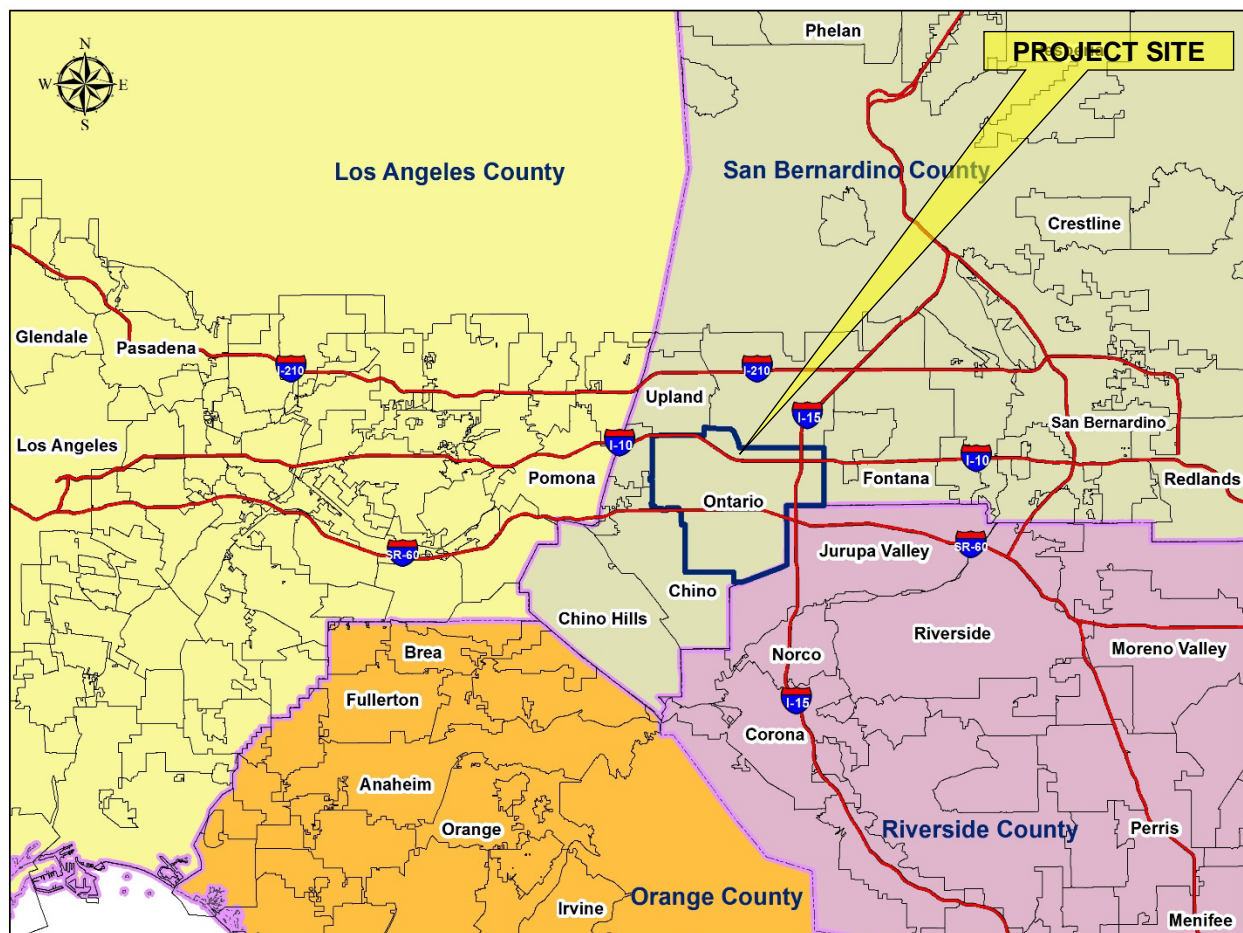 Phelan
PROJECT SITE
N
W E
S
Los Angeles County
San Bernardino County
Crestline
Glendale
Pasadena
I-210
I-210
Upland
I-15
San Bernardino
Los Angeles
I-10
I-10
Pomona
Fontana
Redlands
Ontario
SR-60
Jurupa Valley
SR-60
Chino
Chino Hills
Riverside
Brea
Norco
Moreno Valley
Fullerton
I-15
Corona
Anaheim
Orange
Riverside County
Perris
Orange County
Irvine
Menifee